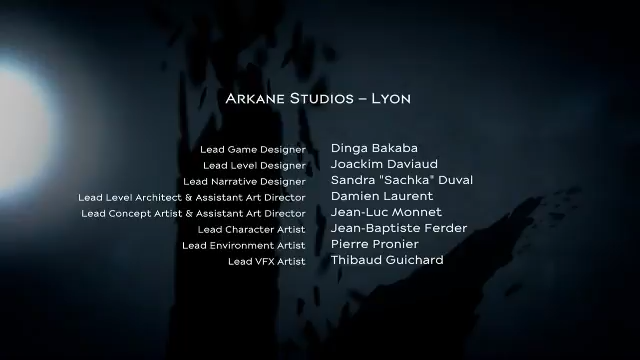 Arkane Studios – Lyon
Lead Game Designer Dinga Bakaba
Lead Level Designer Joackim Daviaud
Lead Narrative Designer Sandra "Sachka" Duval
Lead Level Architect & Assistant Art Director Damien Laurent
Lead Concept Artist & Assistant Art Director Jean-Luc Monnet
Lead Character Artist Jean-Baptiste Ferder
Lead Environment Artist Pierre Pronier
Lead VFX Artist Thibaud Guichard